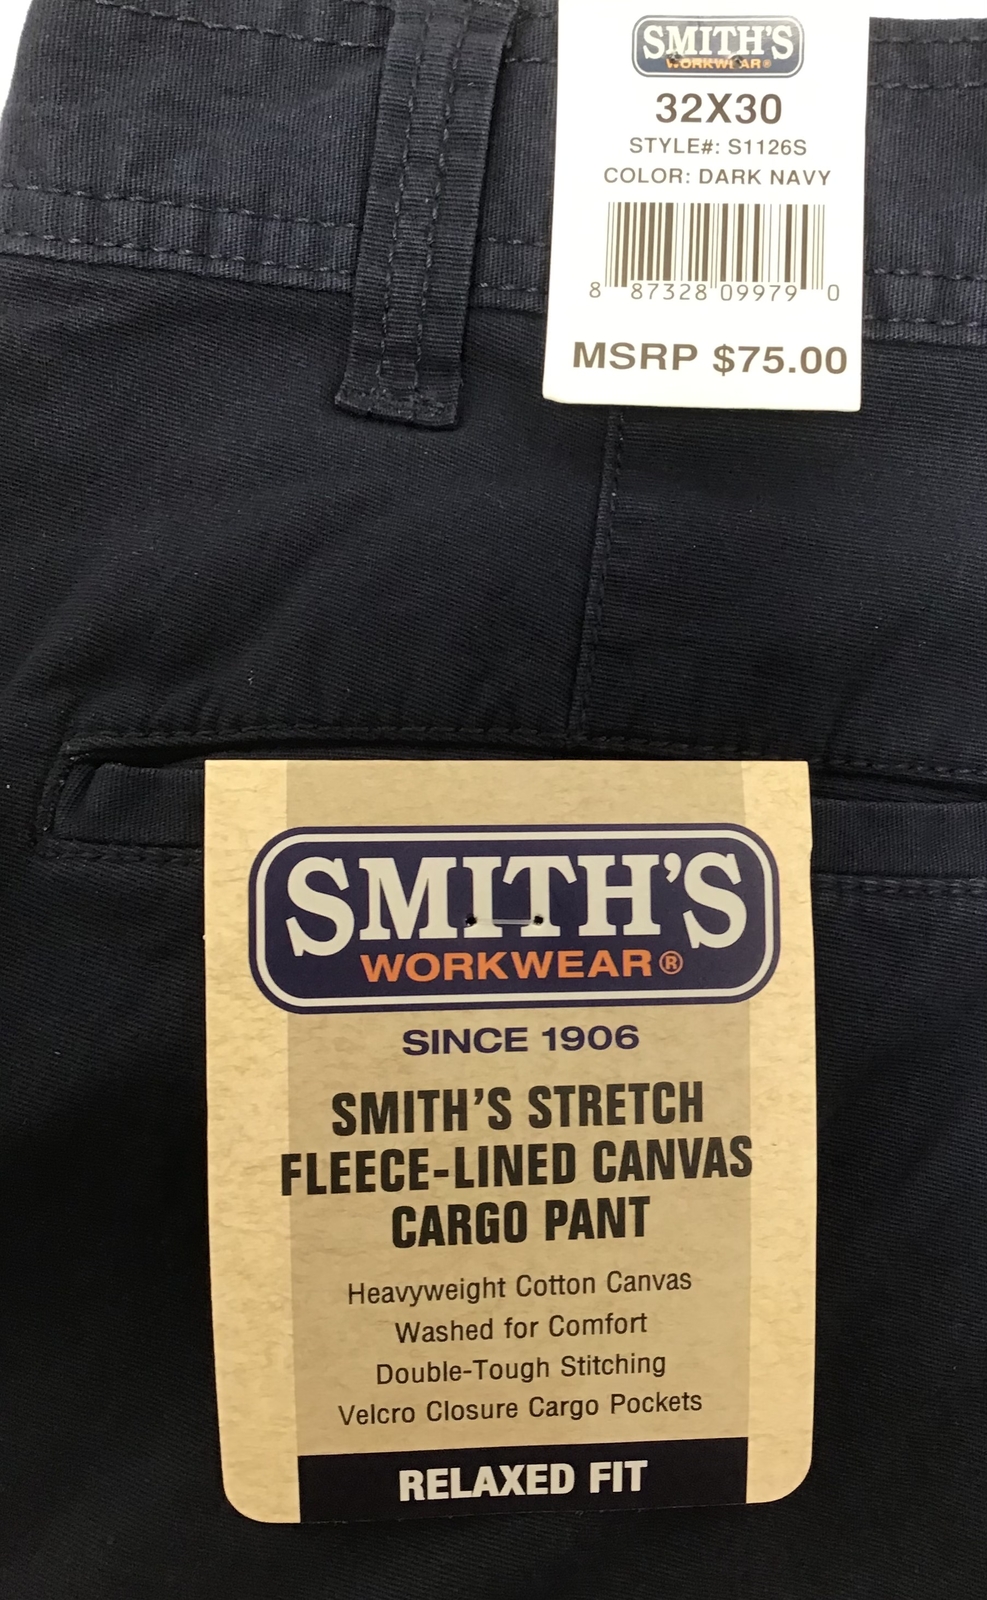 SMITH'S
WORKWEAR®
32X30
STYLE#: S1126S
COLOR: DARK NAVY
8 87328 09979 0
MSRP $75.00
SMITH'S
WORKWEAR®
SINCE 1906
SMITH'S STRETCH
FLEECE-LINED CANVAS
CARGO PANT
Heavyweight Cotton Canvas
Washed for Comfort
Double-Tough Stitching
Velcro Closure Cargo Pockets
RELAXED FIT